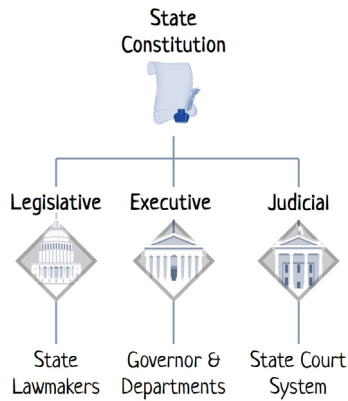 State
Constitution
Legislative
Executive
Judicial
State
Lawmakers
Governor &
Departments
State Court
System